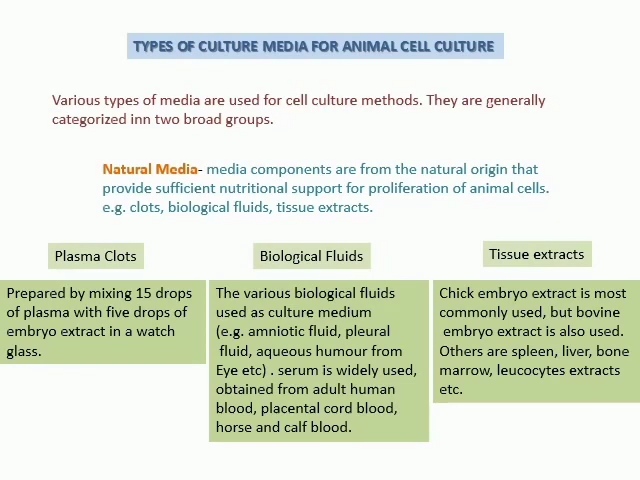 TYPES OF CULTURE MEDIA FOR ANIMAL CELL CULTURE
Various types of media are used for cell culture methods. They are generally
categorized inn two broad groups.
Natural Media- media components are from the natural origin that
provide sufficient nutritional support for proliferation of animal cells.
e.g. clots, biological fluids, tissue extracts.
Plasma Clots
Prepared by mixing 15 drops
of plasma with five drops of
embryo extract in a watch
glass.
Biological Fluids
The various biological fluids
used as culture medium
(e.g. amniotic fluid, pleural
fluid, aqueous humour from
Eye etc) . serum is widely used,
obtained from adult human
blood, placental cord blood,
horse and calf blood.
Tissue extracts
Chick embryo extract is most
commonly used, but bovine
embryo extract is also used.
Others are spleen, liver, bone
marrow, leucocytes extracts
etc.